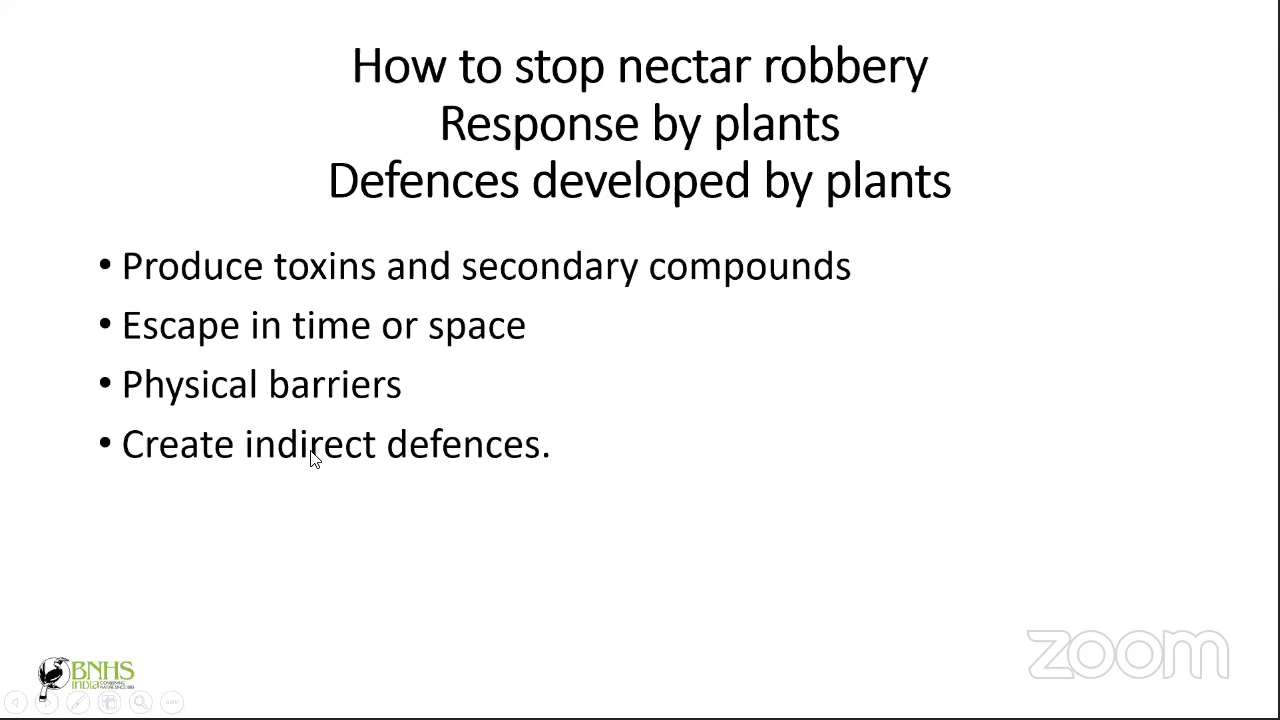 How to stop nectar robbery
Response by plants
Defences developed by plants
• Produce toxins and secondary compounds
• Escape in time or space
• Physical barriers
• Create indirect defences.
BNHS
INDIA
zoom